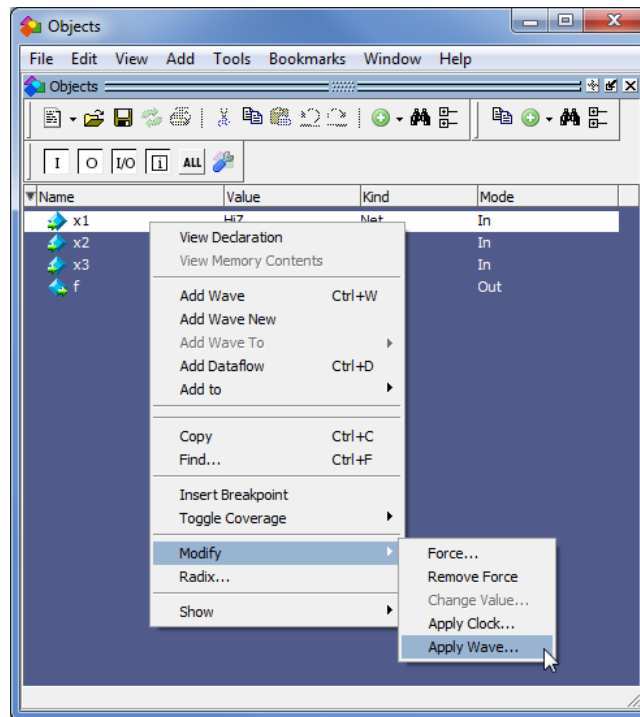 Objects
File Edit View Add Tools Bookmarks Window Help
Objects
I O I/O i ALL
Name Value Kind Mode
x1 HiZ Net In
x2 In
x3 In
f Out
View Declaration
View Memory Contents
Add Wave Ctrl+W
Add Wave New
Add Wave To
Add Dataflow Ctrl+D
Add to
Copy Ctrl+C
Find... Ctrl+F
Insert Breakpoint
Toggle Coverage
Modify
Radix...
Show
Force...
Remove Force
Change Value...
Apply Clock...
Apply Wave...